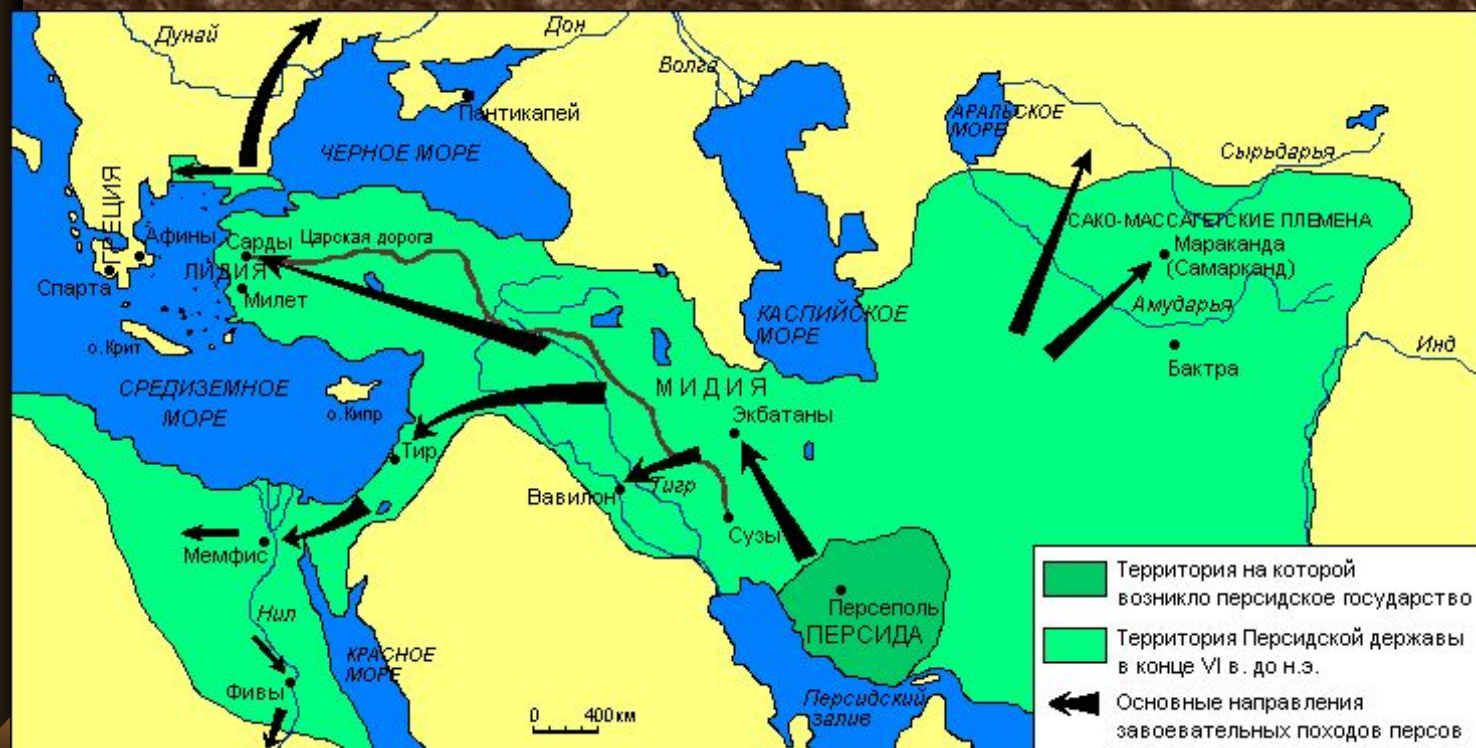 Дунай
Дон
Волга
Пантикапей
АРАЛЬСКОЕ
МОРЕ
ЧЕРНОЕ МОРЕ
Сырьдарья
ГРЕЦИЯ
САКО-МАССАГЕТСКИЕ ПЛЕМЕНА
Афины
Сарды
Царская дорога
Мараканда
(Самарканд)
ЛИДИЯ
Спарта
Милет
Амударья
КАСПИЙСКОЕ
МОРЕ
о.Крит
Инд
Бактра
СРЕДИЗЕМНОЕ
МОРЕ
о.Кипр
МИДИЯ
Экбатаны
Тир
Вавилон
Тигр
Сузы
Мемфис
Территория на которой
возникло персидское государство
Персеполь
ПЕРСИДА
Нил
Территория Персидской державы
в конце VI в. до н.э.
КРАСНОЕ
МОРЕ
Фивы
Персидский
залив
0 400 км
Основные направления
завоевательных походов персов